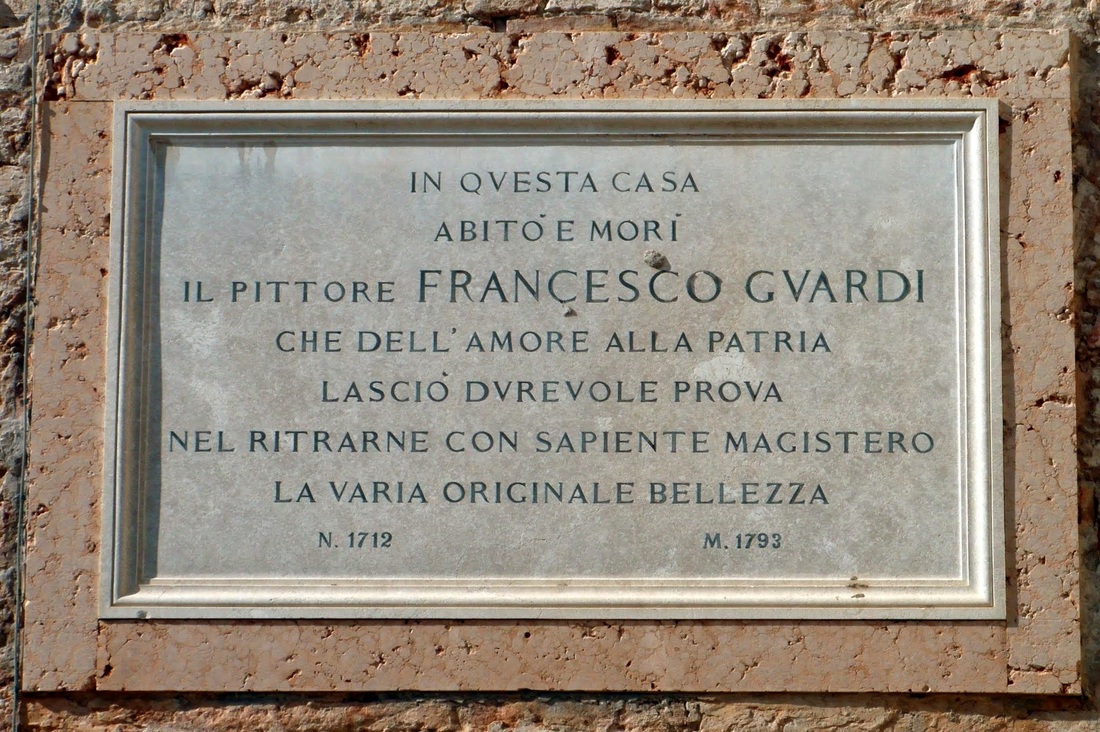 IN QVESTA CASA
ABITÒ E MORÌ
IL PITTORE FRANCESCO GVARDI
CHE DELL'AMORE ALLA PATRIA
LASCIÒ DVREVOLE PROVA
NEL RITRARNE CON SAPIENTE MAGISTERO
LA VARIA ORIGINALE BELLEZZA
N. 1712 M. 1793